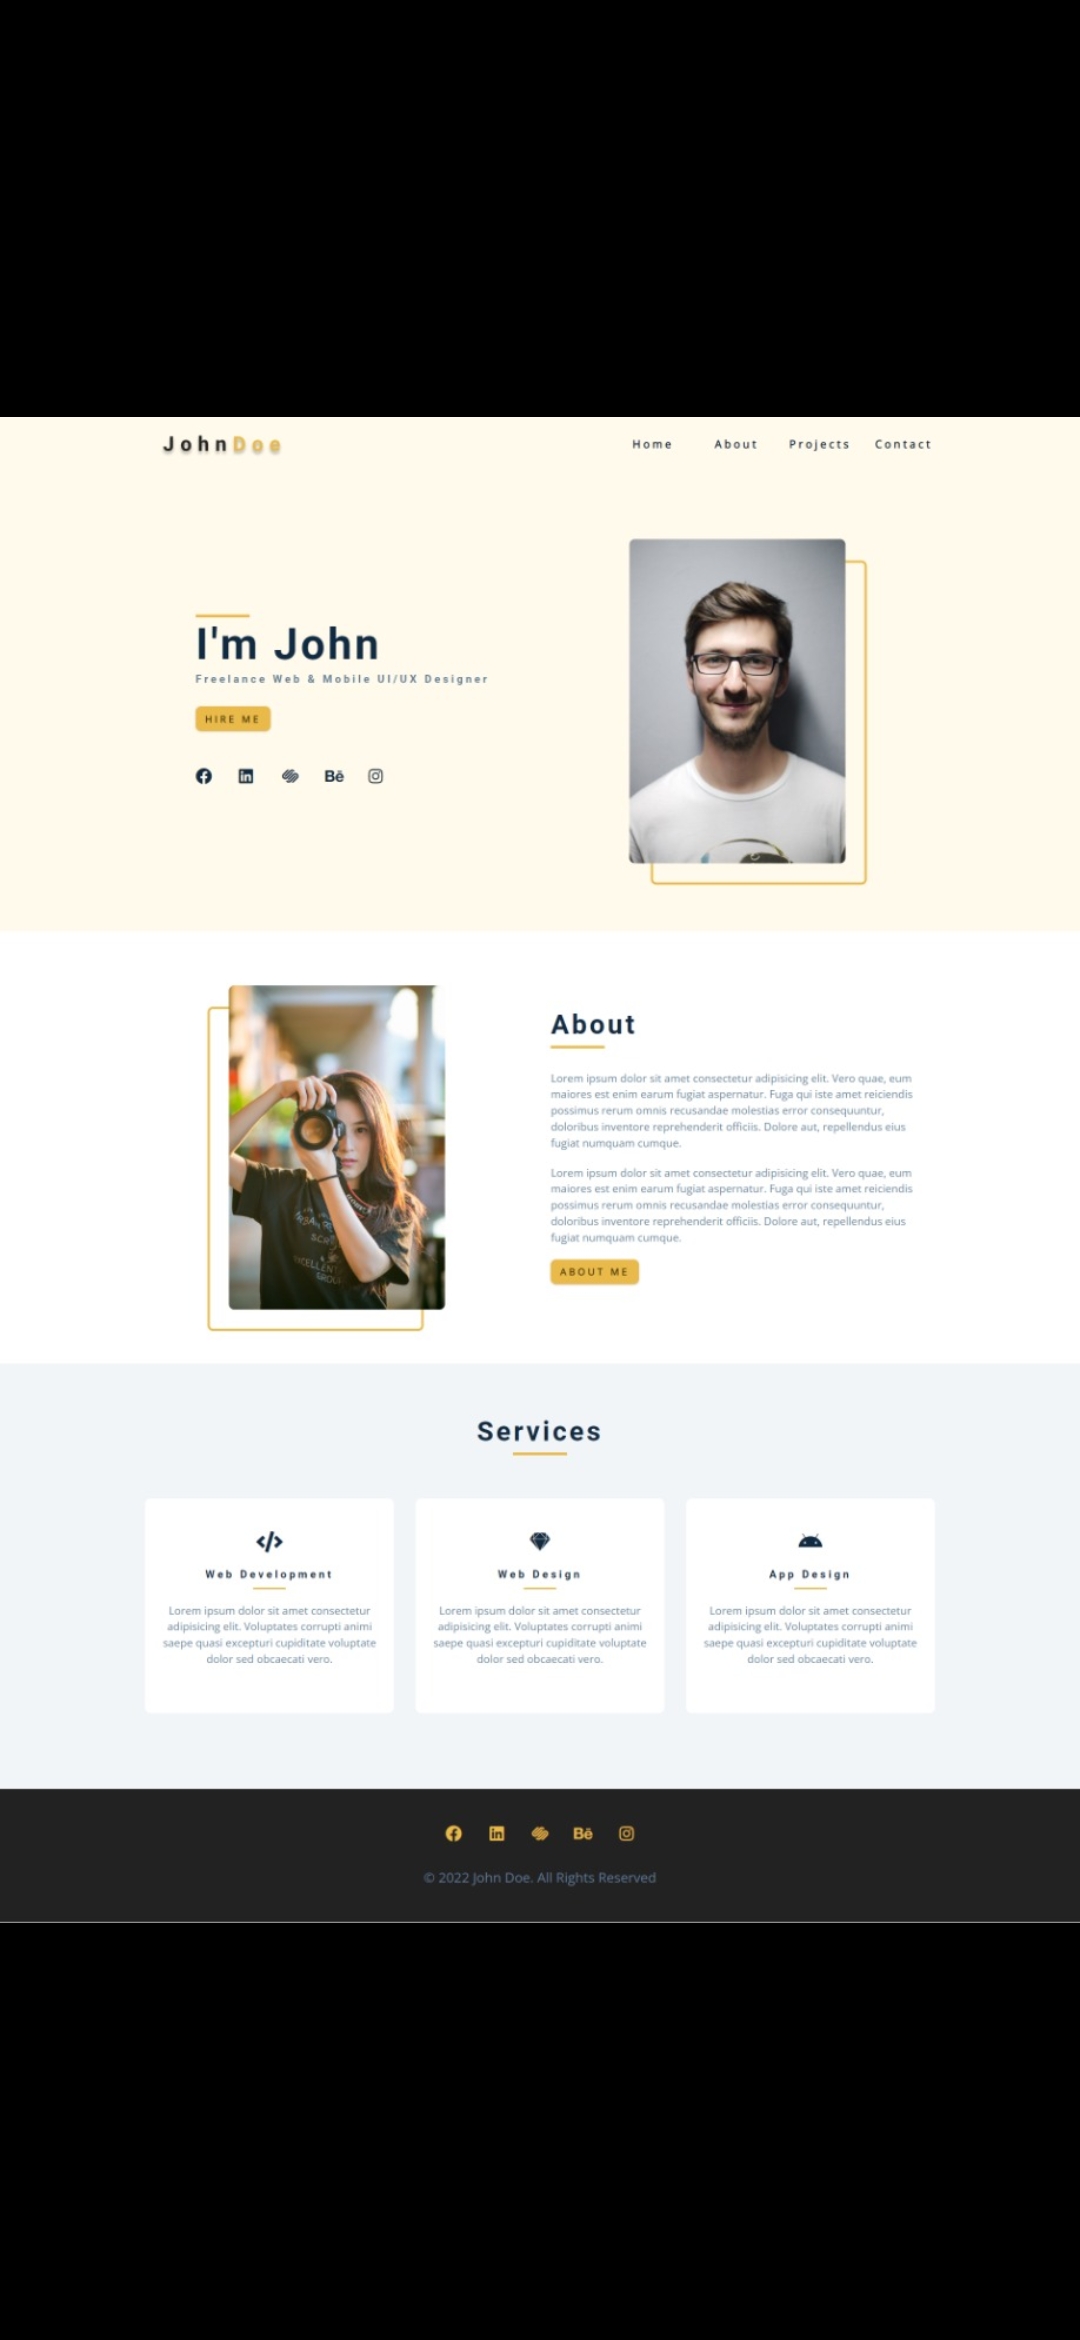 JohnDoe
Home About Projects Contact
I'm John
Freelance Web & Mobile UI/UX Designer
HIRE ME
Bē
About
Lorem ipsum dolor sit amet consectetur adipisicing elit. Vero quae, eum
maiores est enim earum fugiat aspernatur. Fuga qui iste amet reiciendis
possimus rerum omnis recusandae molestias error consequuntur,
doloribus inventore reprehenderit officiis. Dolore aut, repellendus eius
fugiat numquam cumque.
Lorem ipsum dolor sit amet consectetur adipisicing elit. Vero quae, eum
maiores est enim earum fugiat aspernatur. Fuga qui iste amet reiciendis
possimus rerum omnis recusandae molestias error consequuntur,
doloribus inventore reprehenderit officiis. Dolore aut, repellendus eius
fugiat numquam cumque.
ABOUT ME
Services
Web Development
Lorem ipsum dolor sit amet consectetur
adipisicing elit. Voluptates corrupti animi
saepe quasi excepturi cupiditate voluptate
dolor sed obcaecati vero.
Web Design
Lorem ipsum dolor sit amet consectetur
adipisicing elit. Voluptates corrupti animi
saepe quasi excepturi cupiditate voluptate
dolor sed obcaecati vero.
App Design
Lorem ipsum dolor sit amet consectetur
adipisicing elit. Voluptates corrupti animi
saepe quasi excepturi cupiditate voluptate
dolor sed obcaecati vero.
Bē
© 2022 John Doe. All Rights Reserved